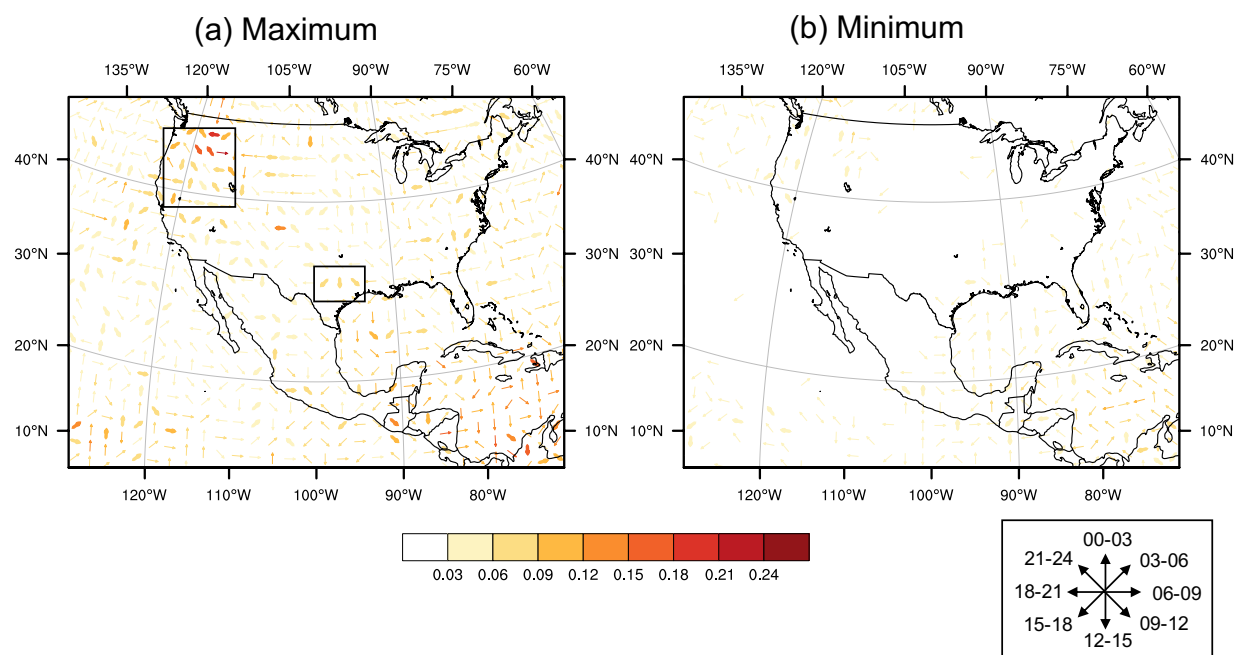 (a) Maximum
(b) Minimum
135°W 120°W 105°W 90°W 75°W 60°W
135°W 120°W 105°W 90°W 75°W 60°W
40°N 40°N 40°N 40°N
30°N 30°N 30°N 30°N
20°N 20°N 20°N 20°N
10°N 10°N 10°N 10°N
120°W 110°W 100°W 90°W 80°W
120°W 110°W 100°W 90°W 80°W
0.03 0.06 0.09 0.12 0.15 0.18 0.21 0.24
00-03
21-24 03-06
18-21 06-09
15-18 09-12
12-15